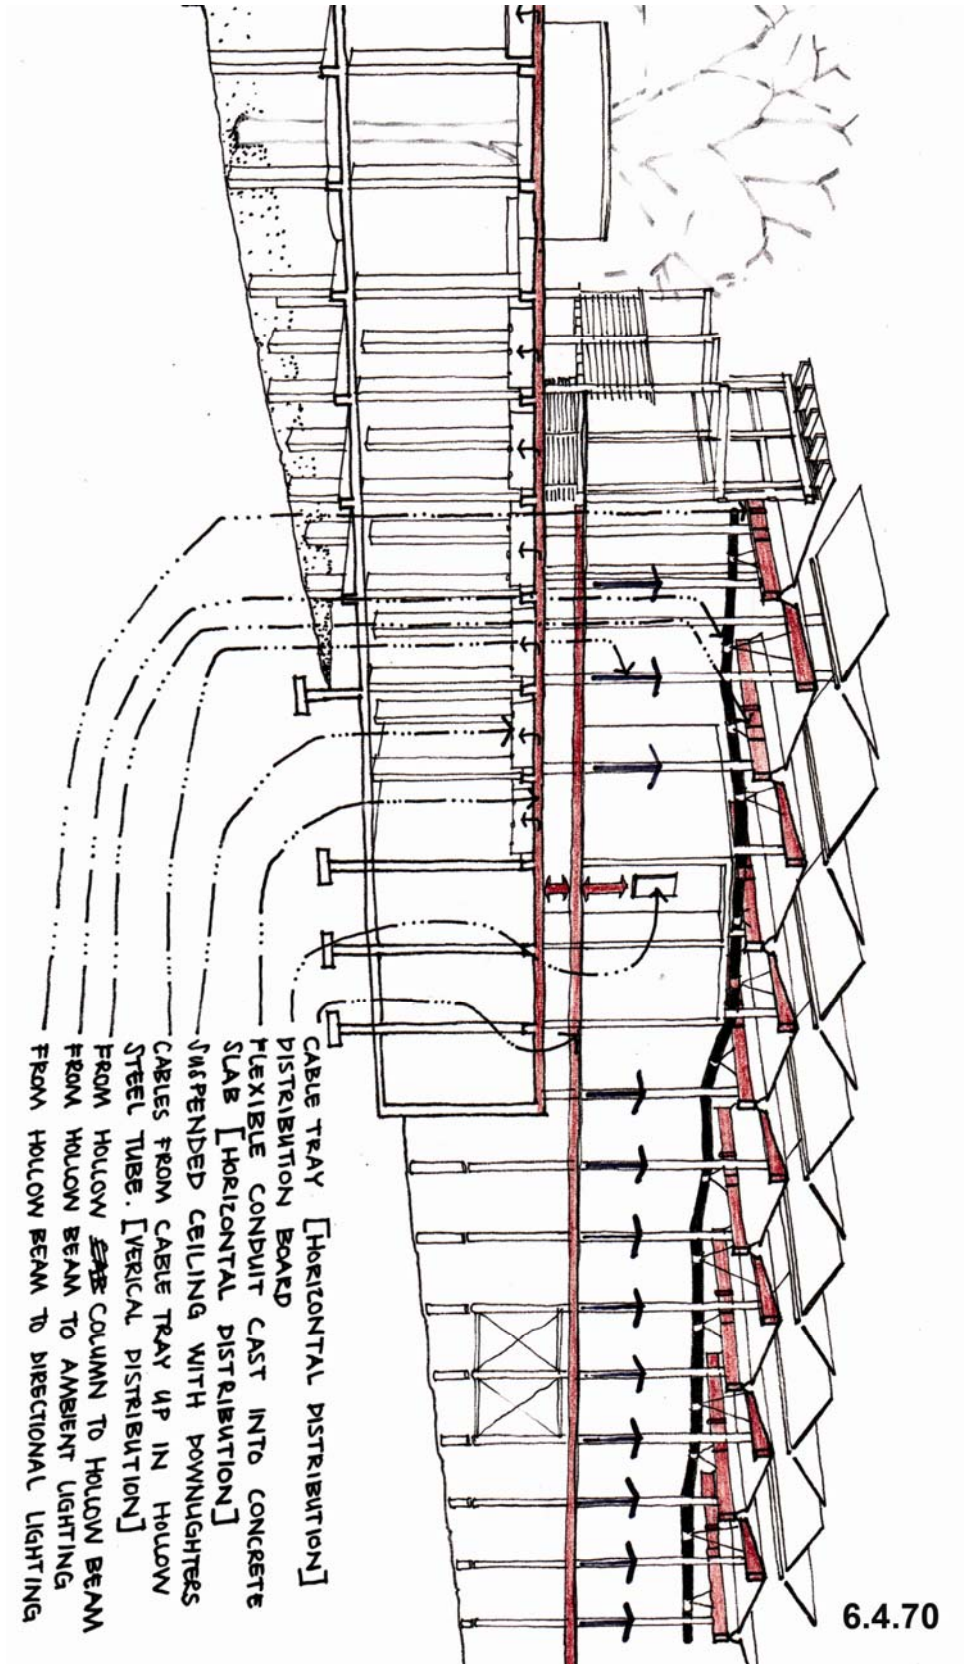 CABLE TRAY [HORIZONTAL DISTRIBUTION]
DISTRIBUTION BOARD
FLEXIBLE CONDUIT CAST INTO CONCRETE
SLAB [HORIZONTAL DISTRIBUTION]
SUSPENDED CEILING WITH DOWNLIGHTERS
CABLES FROM CABLE TRAY UP IN HOLLOW
STEEL TUBE. [VERICAL DISTRIBUTION]
FROM HOLLOW COLUMN TO HOLLOW BEAM
FROM HOLLOW BEAM TO AMBIENT LIGHTING
FROM HOLLOW BEAM TO DIRECTIONAL LIGHTING
6.4.70